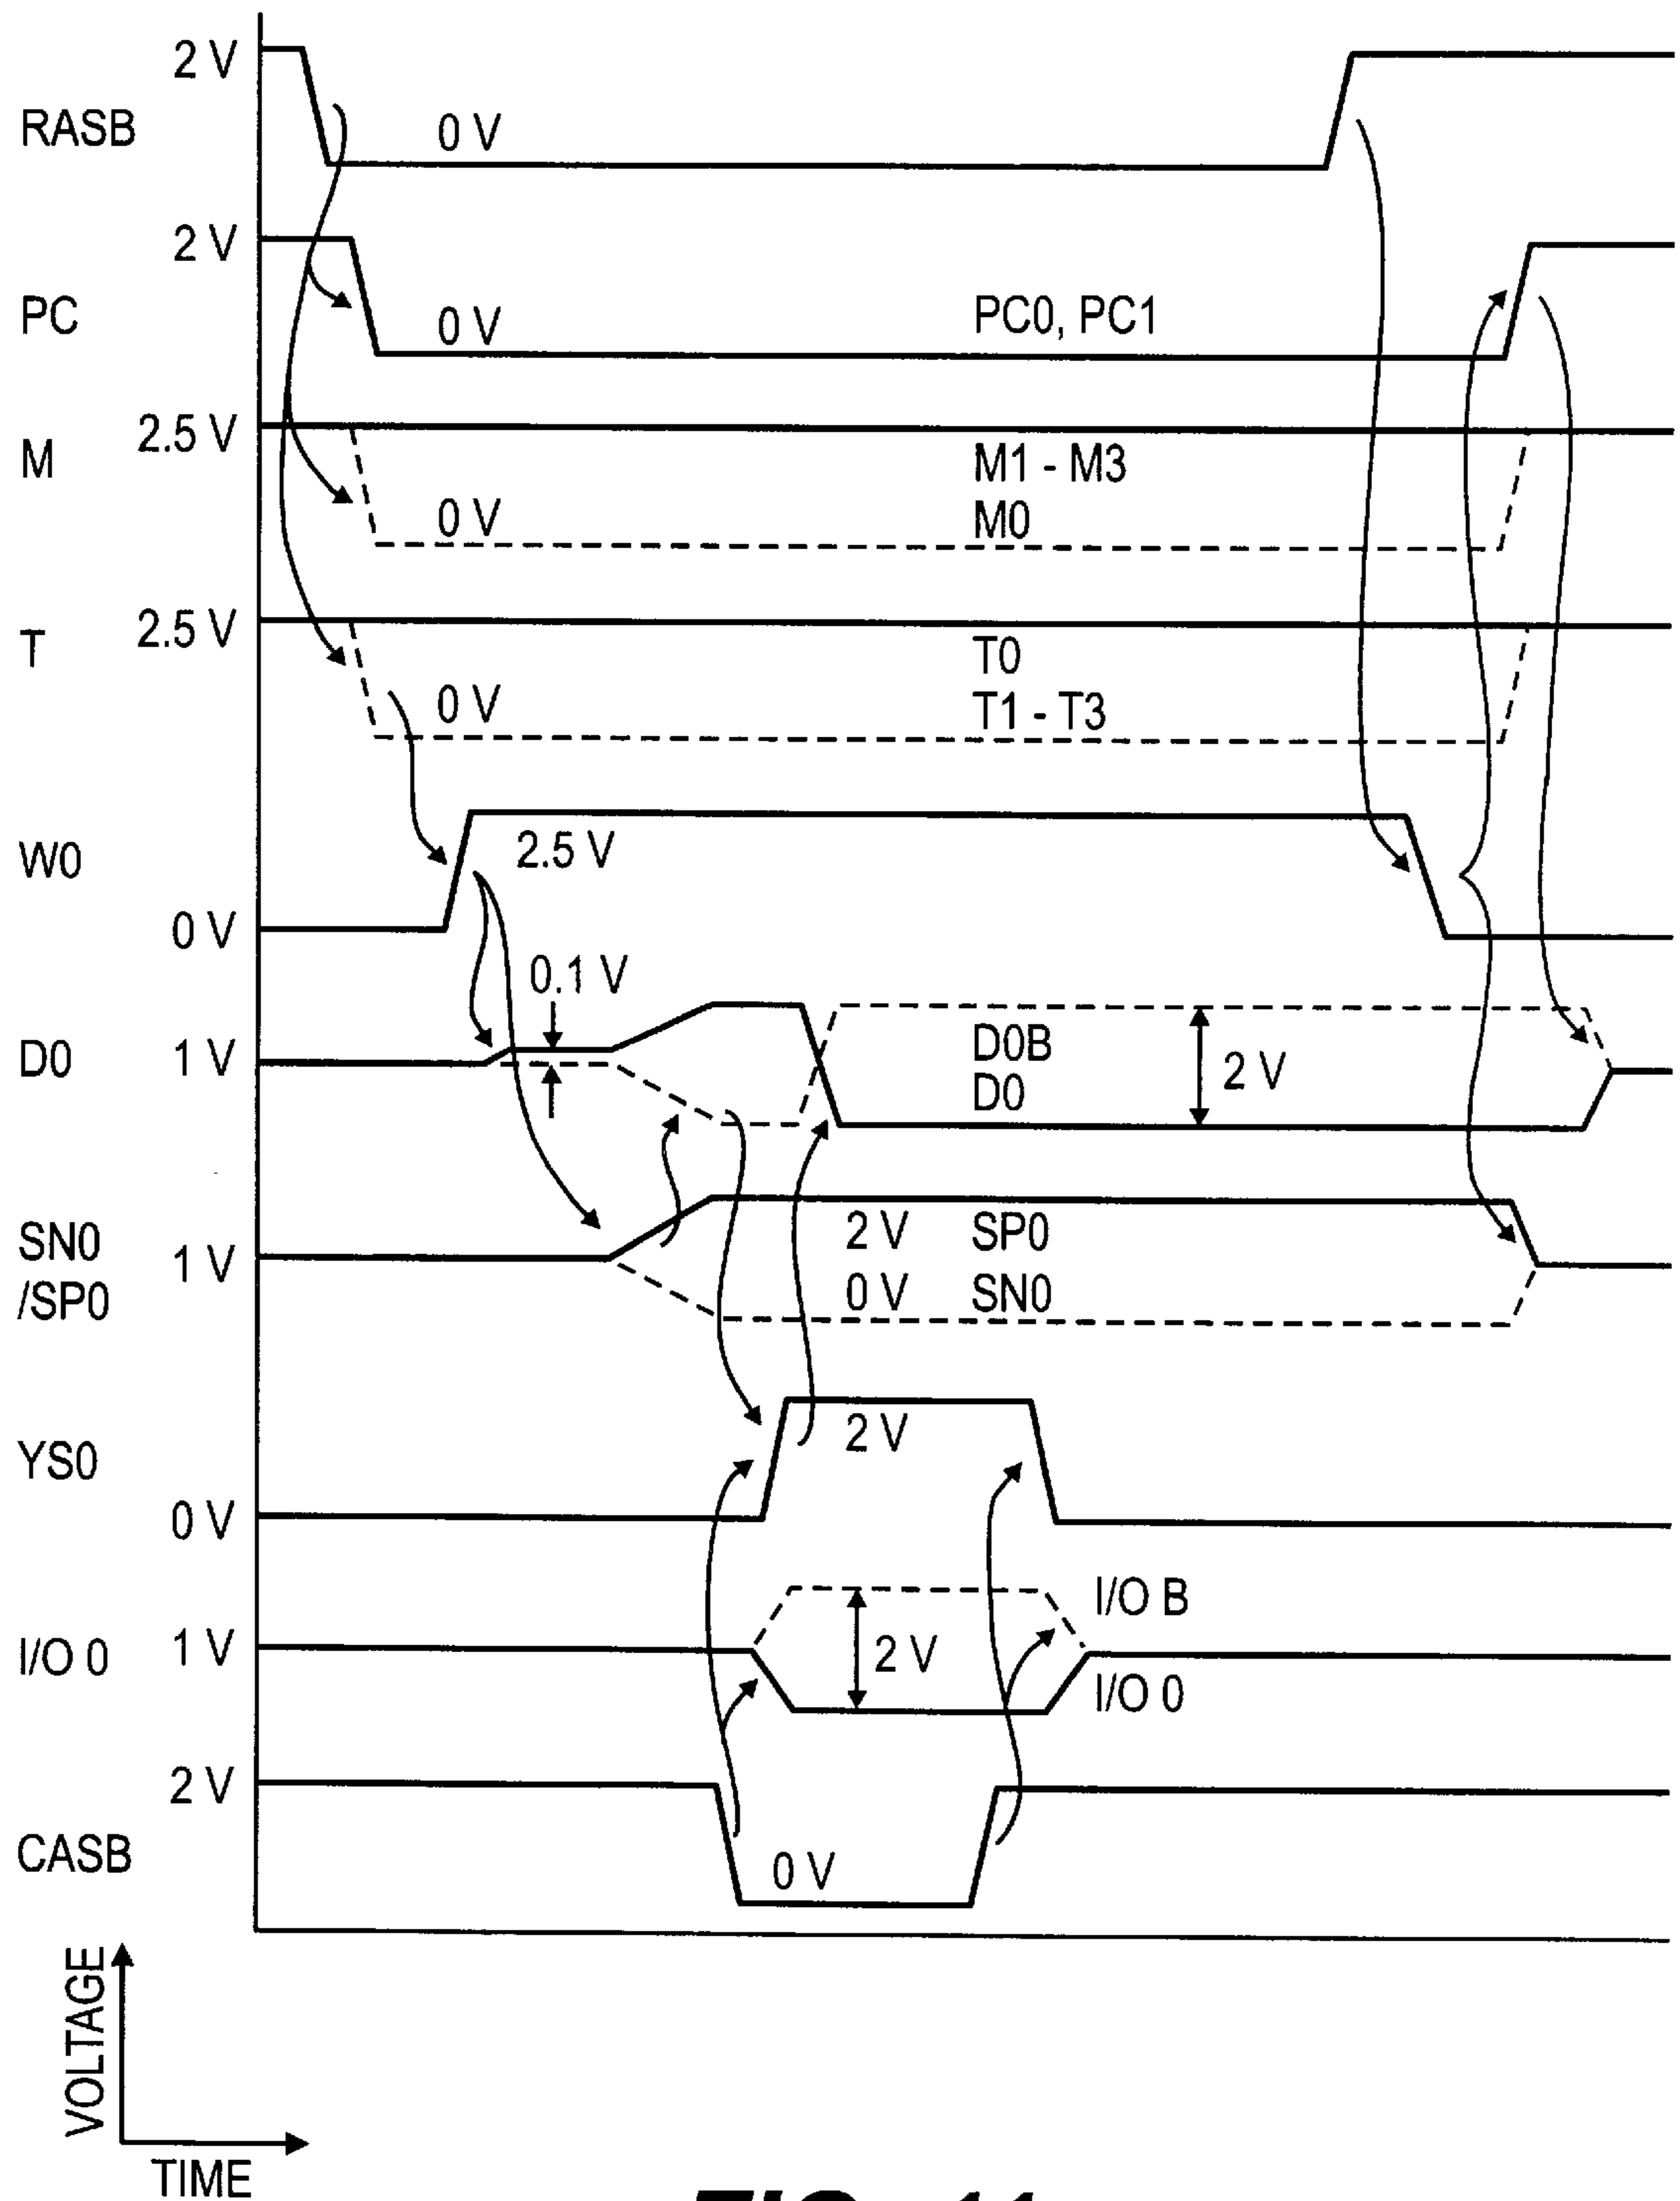 2 V
RASB
0 V
2 V
PC
0 V
PC0, PC1
2.5 V
M
M1 - M3
0 V
M0
2.5 V
T
T0
0 V
T1 - T3
W0
2.5 V
0 V
0.1 V
D0
1 V
D0B
D0
2 V
SN0
/SP0
1 V
2 V SP0
0 V SN0
YS0
2 V
0 V
I/O B
I/O 0
1 V
2 V
I/O 0
2 V
CASB
0 V
VOLTAGE
TIME